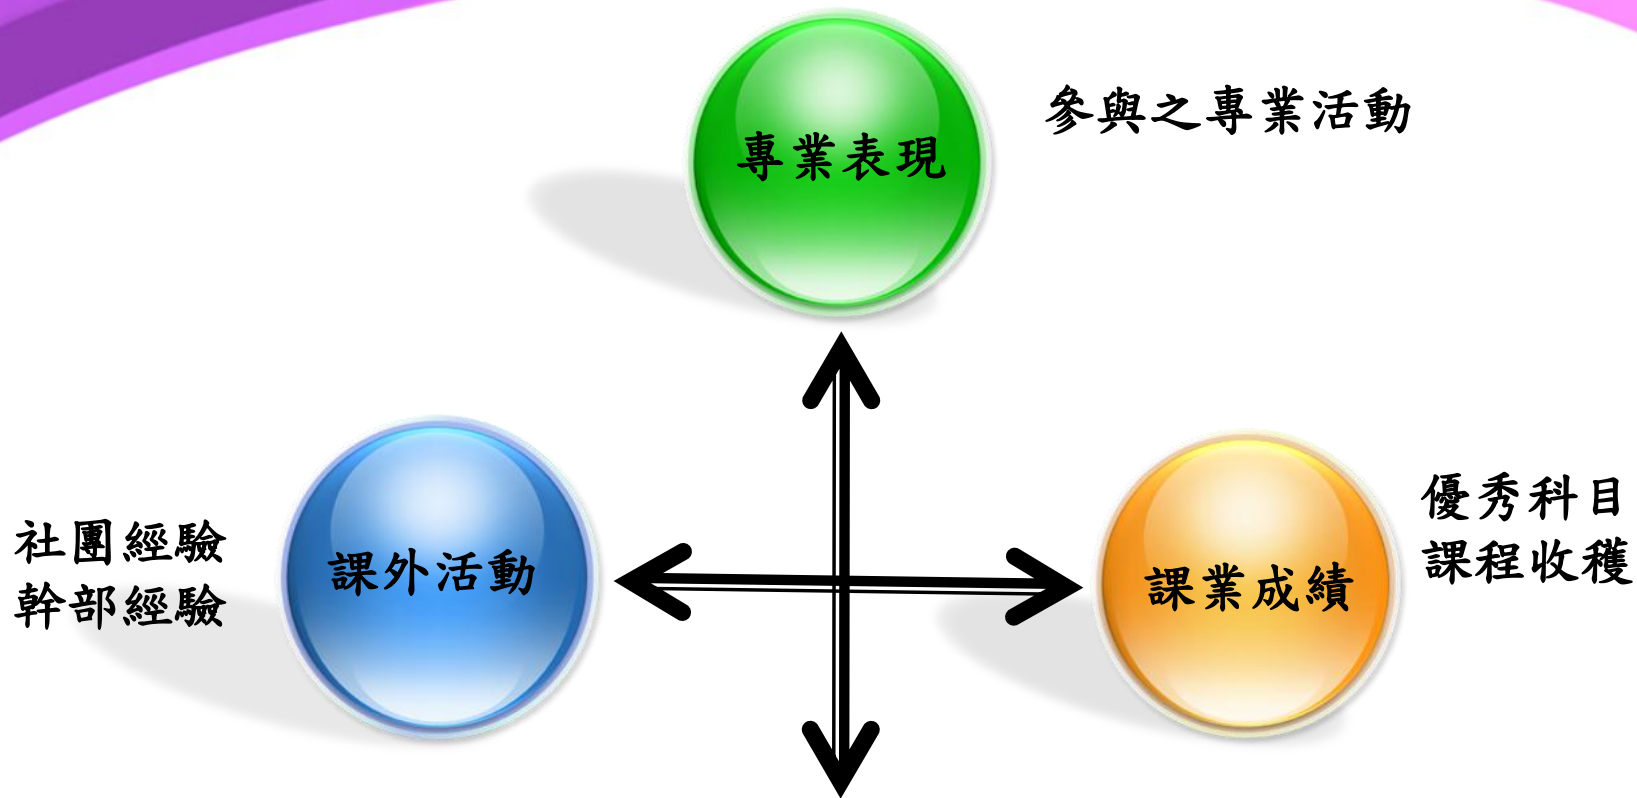 參與之專業活動
專業表現
社團經驗
幹部經驗
課外活動
課業成績
優秀科目
課程收穫